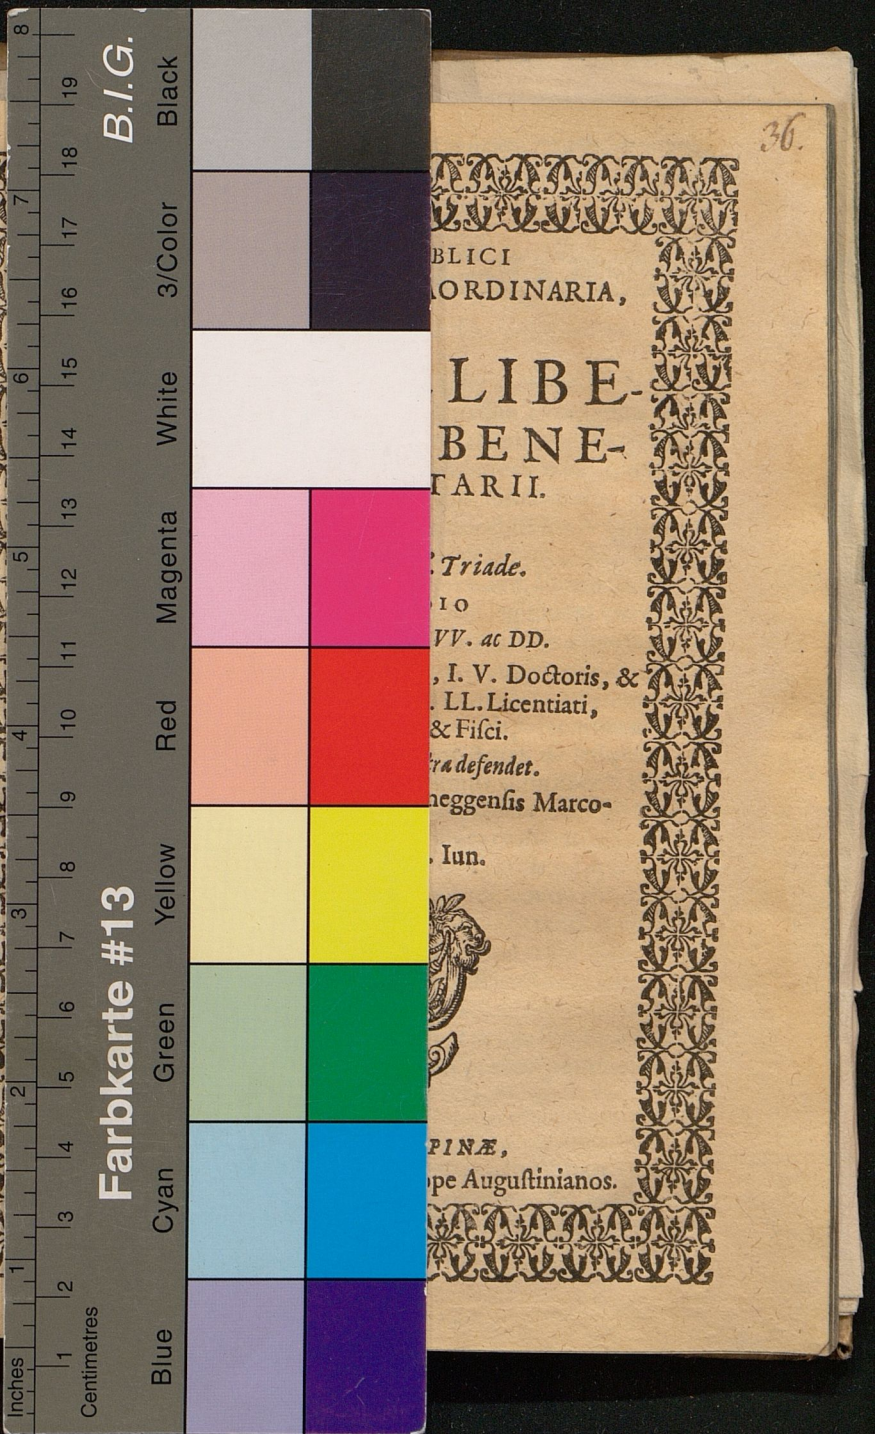 36.
BLICI
AORDINARIA,
LIBE-
BENE-
TARII.
Triade.
IO
VV. ac DD.
, I. V. Doctoris, &
. LL. Licentiati,
& Fiſci.
tra defendet.
neggenſis Marco-
. Iun.
PINÆ,
ope Auguſtinianos.
B.I.G.
Farbkarte #13
Black
3/Color
White
Magenta
Red
Yellow
Green
Cyan
Blue
8
7
6
5
4
3
2
1
Inches
19
18
17
16
15
14
13
12
11
10
9
8
7
6
5
4
3
2
1
Centimetres